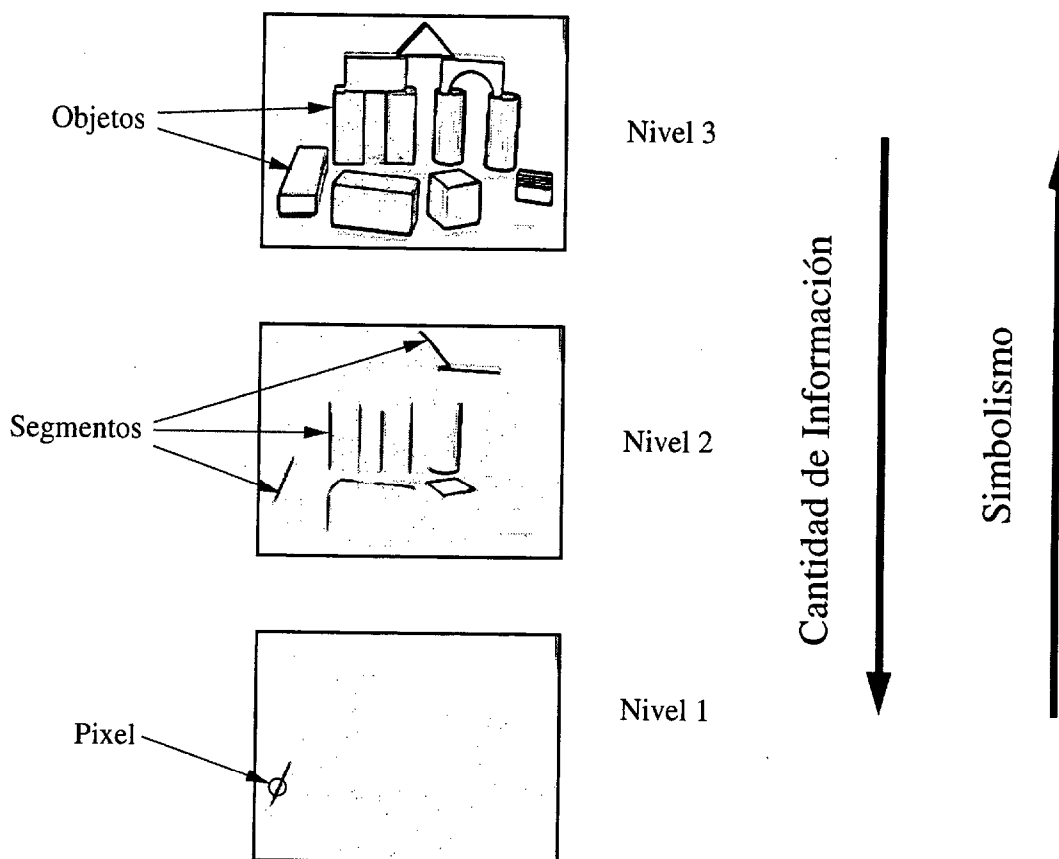 Objetos
Nivel 3
Segmentos
Nivel 2
Pixel
Nivel 1
Cantidad de Información
Simbolismo